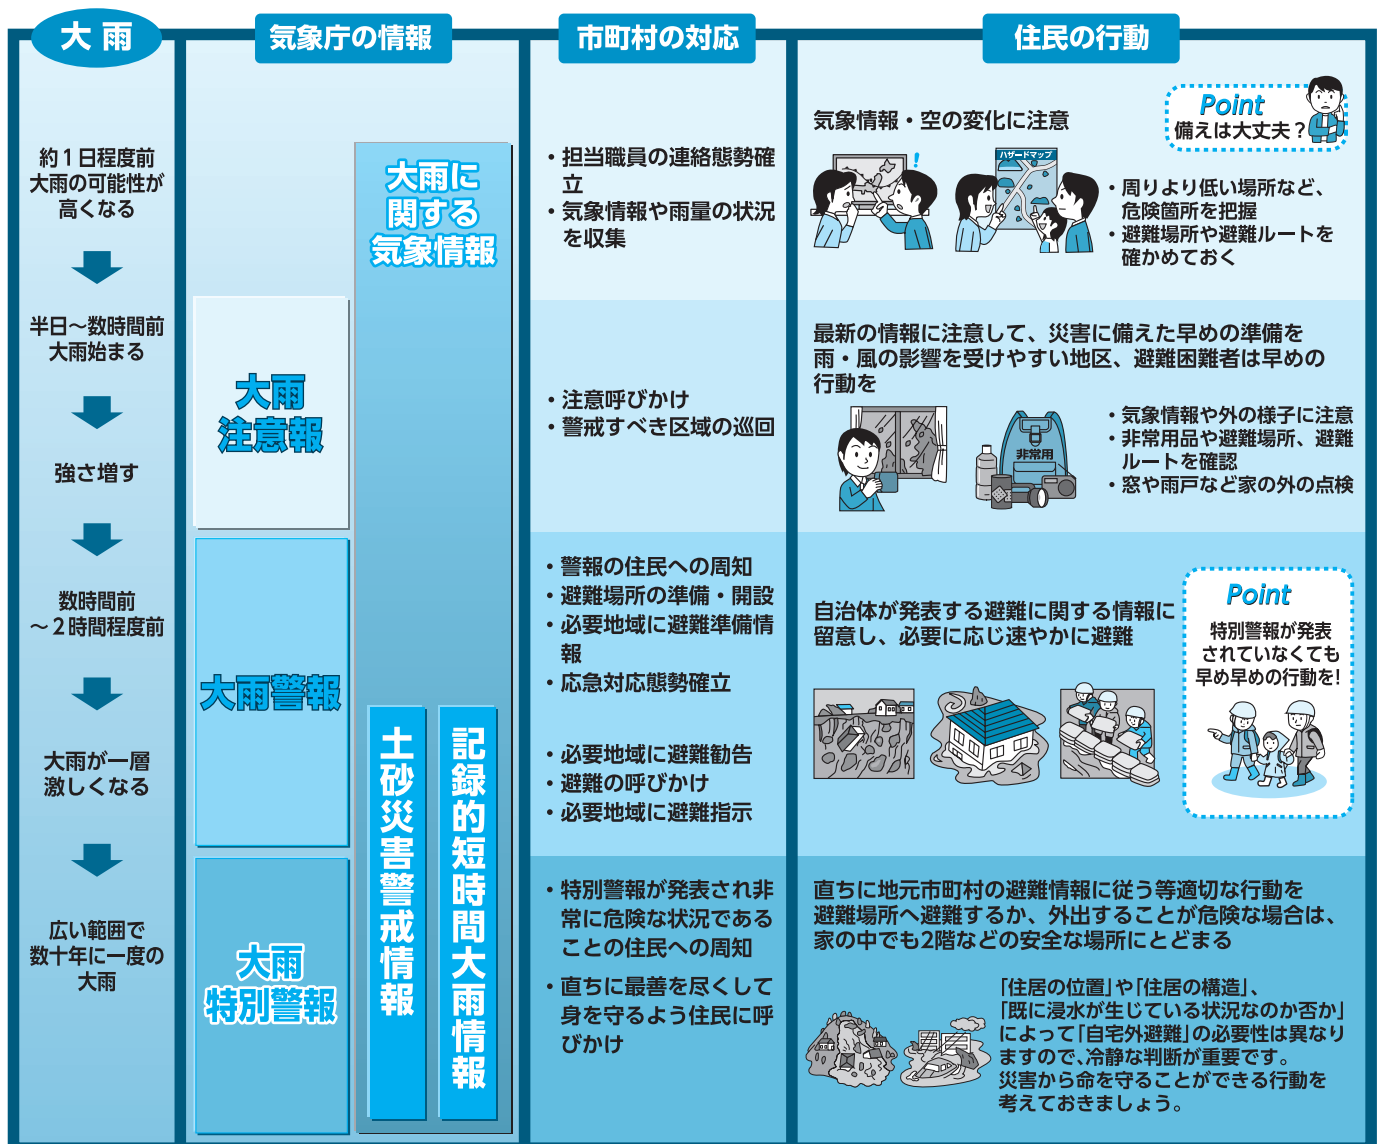 大雨
気象庁の情報
市町村の対応
住民の行動
約1日程度前
大雨の可能性が
高くなる
半日～数時間前
大雨始まる
強さ増す
数時間前
～2時間程度前
大雨が一層
激しくなる
広い範囲で
数十年に一度の
大雨
大雨に
関する
気象情報
大雨
注意報
大雨警報
大雨
特別警報
土砂災害警戒情報
記録的短時間大雨情報
・担当職員の連絡態勢確
立
・気象情報や雨量の状況
を収集
・注意呼びかけ
・警戒すべき区域の巡回
・警報の住民への周知
・避難場所の準備・開設
・必要地域に避難準備情
報
・応急対応態勢確立
・必要地域に避難勧告
・避難の呼びかけ
・必要地域に避難指示
・特別警報が発表され非
常に危険な状況である
ことの住民への周知
・直ちに最善を尽くして
身を守るよう住民に呼
びかけ
気象情報・空の変化に注意
Point
備えは大丈夫？
!
ハザードマップ
・周りより低い場所など、
危険箇所を把握
・避難場所や避難ルートを
確かめておく
最新の情報に注意して、災害に備えた早めの準備を
雨・風の影響を受けやすい地区、避難困難者は早めの
行動を
非常用
・気象情報や外の様子に注意
・非常用品や避難場所、避難
ルートを確認
・窓や雨戸など家の外の点検
自治体が発表する避難に関する情報に
留意し、必要に応じ速やかに避難
Point
特別警報が発表
されていなくても
早め早めの行動を!
直ちに地元市町村の避難情報に従う等適切な行動を
避難場所へ避難するか、外出することが危険な場合は、
家の中でも2階などの安全な場所にとどまる
「住居の位置」や「住居の構造」、
「既に浸水が生じている状況なのか否か」
によって「自宅外避難」の必要性は異なり
ますので、冷静な判断が重要です。
災害から命を守ることができる行動を
考えておきましょう。